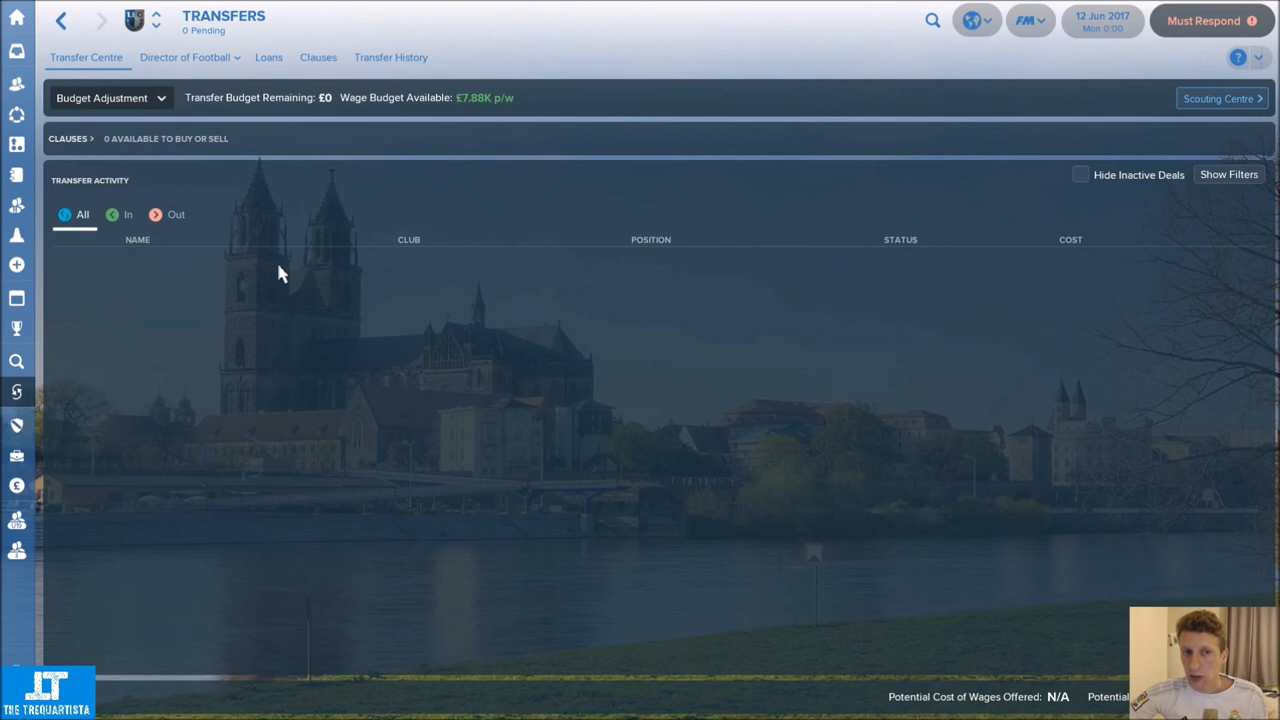 TRANSFERS
0 Pending
FM
12 Jun 2017
Mon 0:00
Must Respond
Transfer Centre
Director of Football
Loans
Clauses
Transfer History
?
Budget Adjustment
Transfer Budget Remaining: £0
Wage Budget Available: £7.88K p/w
Scouting Centre >
CLAUSES >
0 AVAILABLE TO BUY OR SELL
TRANSFER ACTIVITY
Hide Inactive Deals
Show Filters
All
In
Out
NAME
CLUB
POSITION
STATUS
COST
Potential Cost of Wages Offered: N/A
Potential
THE TREQUARTISTA